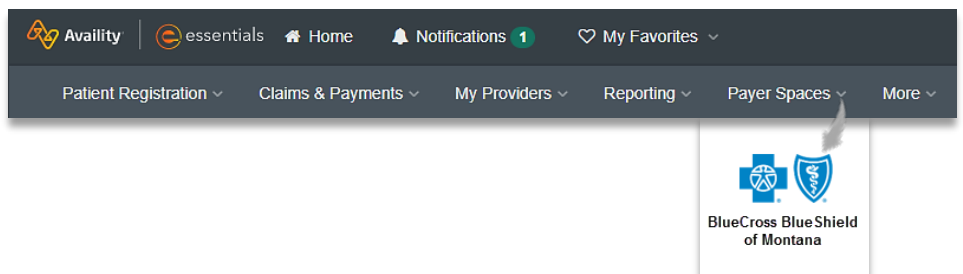 Availity essentials Home Notifications 1 My Favorites
Patient Registration Claims & Payments My Providers Reporting Payer Spaces More
BlueCross BlueShield
of Montana